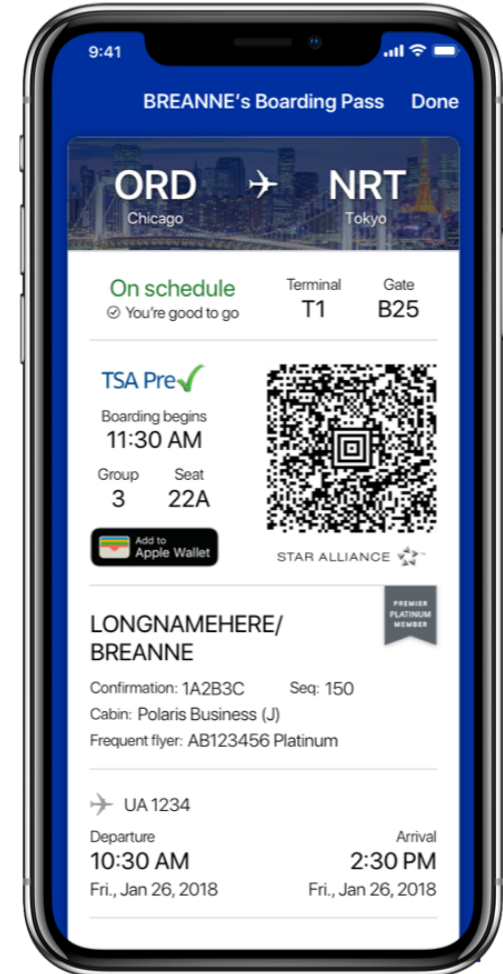 9:41
BREANNE's Boarding Pass Done
ORD NRT
Chicago Tokyo
On schedule
You're good to go
Terminal Gate
T1 B25
TSA Pre
Boarding begins
11:30 AM
Group Seat
3 22A
Add to
Apple Wallet
STAR ALLIANCE
PREMIER
PLATINUM
MEMBER
LONGNAMEHERE/
BREANNE
Confirmation: 1A2B3C Seq: 150
Cabin: Polaris Business (J)
Frequent flyer: AB123456 Platinum
UA 1234
Departure Arrival
10:30 AM 2:30 PM
Fri., Jan 26, 2018 Fri., Jan 26, 2018